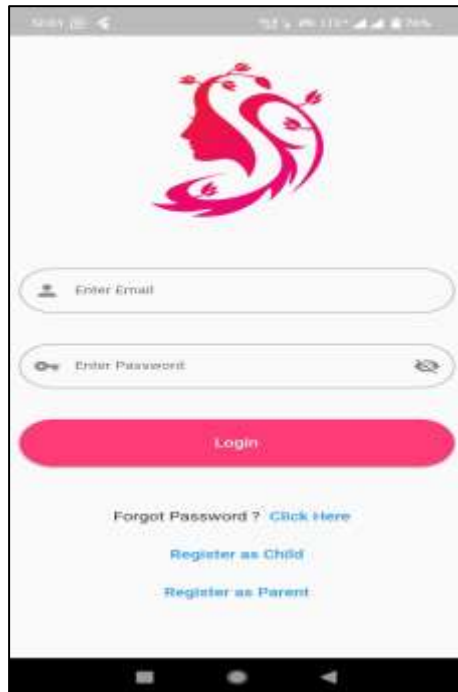 Enter Email
Enter Password
Login
Forgot Password ? Click Here
Register as Child
Register as Parent